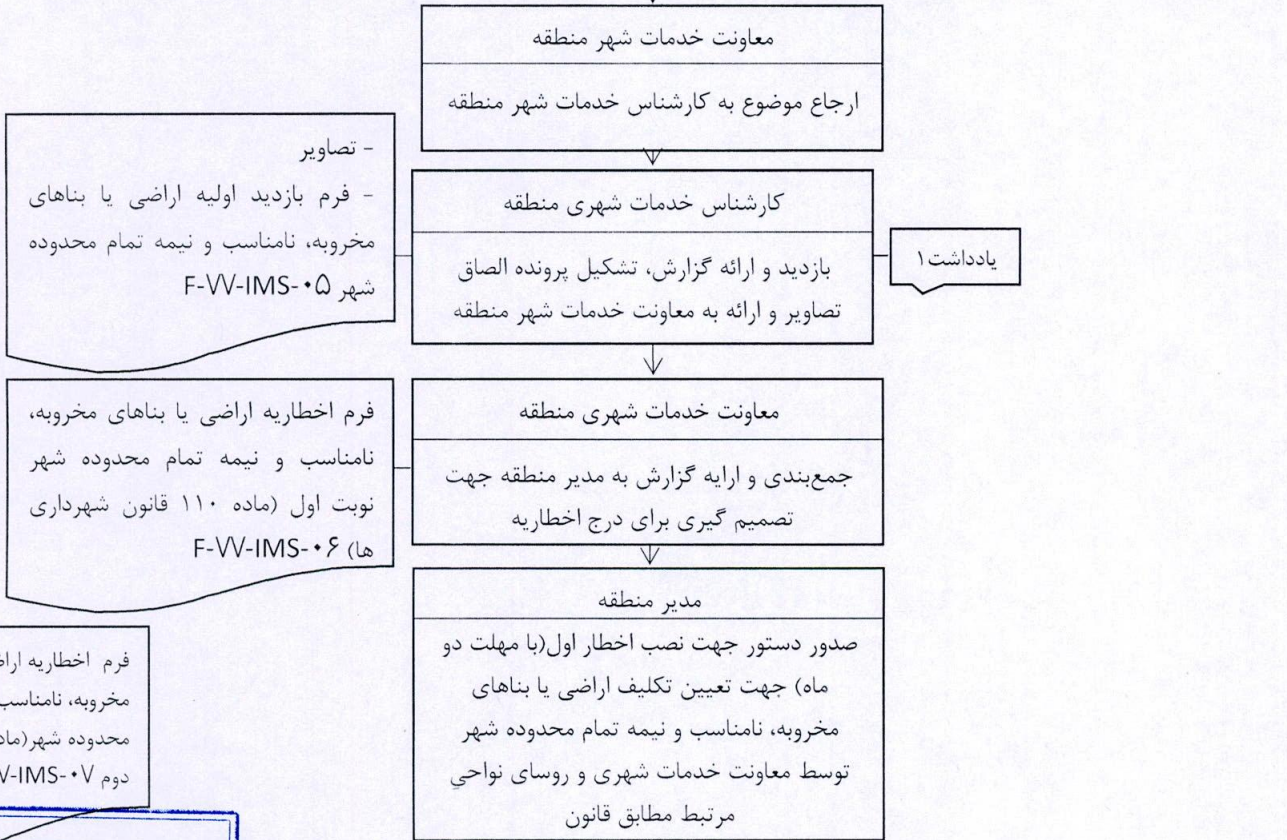 معاونت خدمات شهر منطقه
ارجاع موضوع به کارشناس خدمات شهر منطقه
کارشناس خدمات شهری منطقه
بازدید و ارائه گزارش، تشکیل پرونده الصاق
تصاویر و ارائه به معاونت خدمات شهر منطقه
یادداشت۱
- تصاویر
- فرم بازدید اولیه اراضی یا بناهای
مخروبه، نامناسب و نیمه تمام محدوده
شهر F-۷۷-IMS-۰۵
معاونت خدمات شهری منطقه
جمع‌بندی و ارایه گزارش به مدیر منطقه جهت
تصمیم گیری برای درج اخطاریه
فرم اخطاریه اراضی یا بناهای مخروبه،
نامناسب و نیمه تمام محدوده شهر
نوبت اول (ماده ۱۱۰ قانون شهرداری
ها) F-۷۷-IMS-۰۶
مدیر منطقه
صدور دستور جهت نصب اخطار اول(با مهلت دو
ماه) جهت تعیین تکلیف اراضی یا بناهای
مخروبه، نامناسب و نیمه تمام محدوده شهر
توسط معاونت خدمات شهری و روسای نواحي
مرتبط مطابق قانون
فرم اخطاریه
مخروبه، نامناسب
محدوده شهر
دوم IMS-۰۷